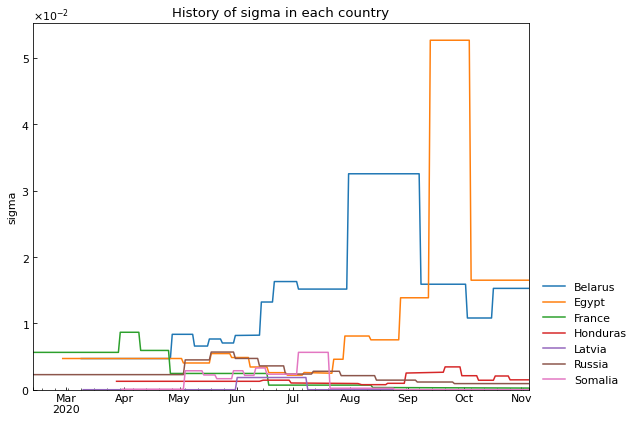 History of sigma in each country
×10⁻²
5
4
3
2
1
0
sigma
Mar
2020
Apr
May
Jun
Jul
Aug
Sep
Oct
Nov
Belarus
Egypt
France
Honduras
Latvia
Russia
Somalia